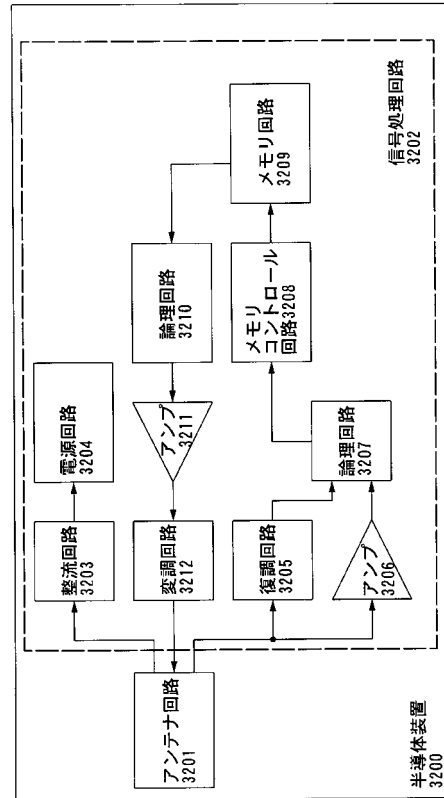 半導体装置
3200
アンテナ回路
3201
信号処理回路
3202
整流回路
3203
電源回路
3204
変調回路
3212
アンプ
3211
論理回路
3210
復調回路
3205
アンプ
3206
論理回路
3207
メモリ
コントロール
回路3208
メモリ回路
3209